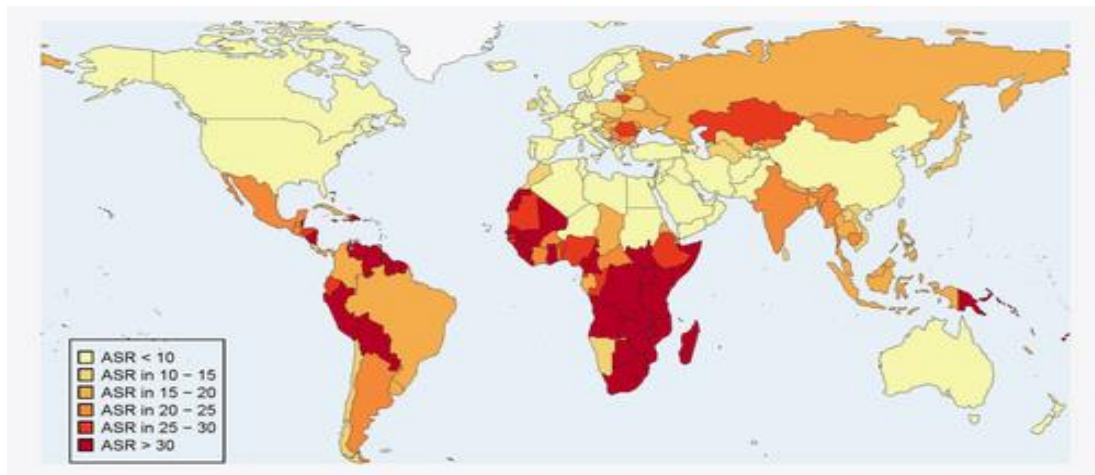 ASR < 10
ASR in 10 – 15
ASR in 15 – 20
ASR in 20 – 25
ASR in 25 – 30
ASR > 30